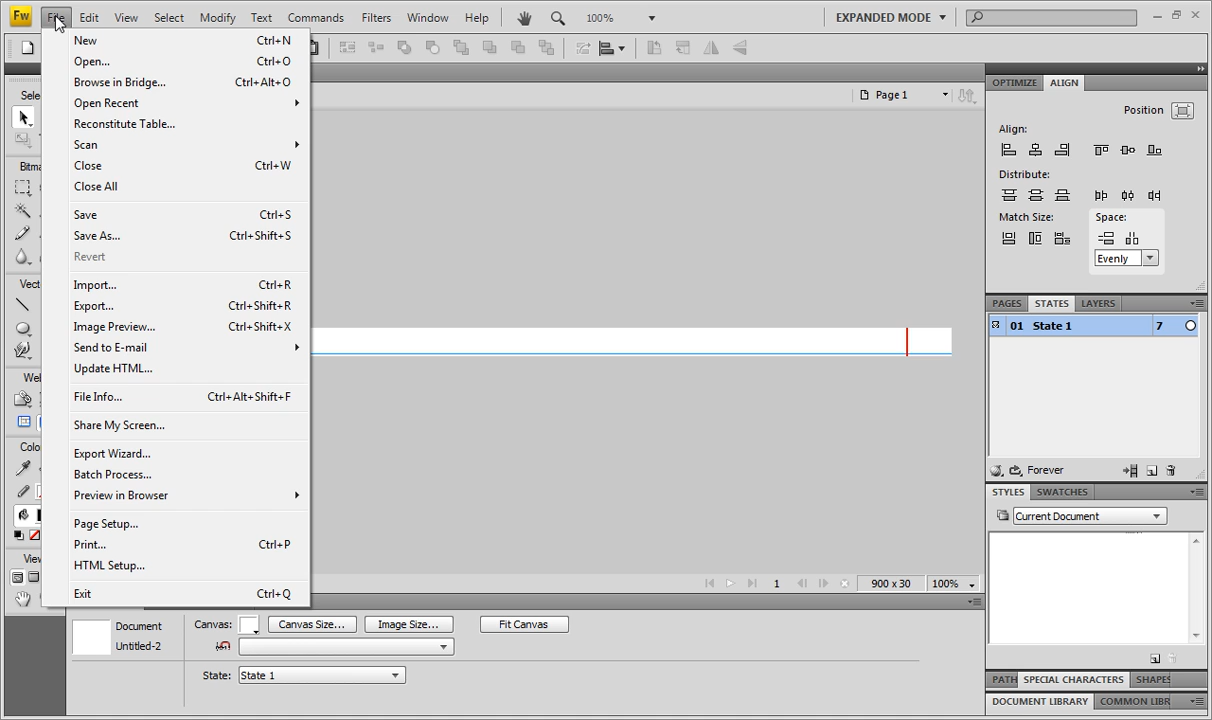 Fw File Edit View Select Modify Text Commands Filters Window Help 100% EXPANDED MODE
New Ctrl+N
Open... Ctrl+O
Browse in Bridge... Ctrl+Alt+O
Open Recent
Reconstitute Table...
Scan
Close Ctrl+W
Close All
Save Ctrl+S
Save As... Ctrl+Shift+S
Revert
Import... Ctrl+R
Export... Ctrl+Shift+R
Image Preview... Ctrl+Shift+X
Send to E-mail
Update HTML...
File Info... Ctrl+Alt+Shift+F
Share My Screen...
Export Wizard...
Batch Process...
Preview in Browser
Page Setup...
Print... Ctrl+P
HTML Setup...
Exit Ctrl+Q
Sele
Bitma
Vect
Wel
Colo
Viev
Page 1
OPTIMIZE ALIGN
Position
Align:
Distribute:
Match Size: Space:
Evenly
PAGES STATES LAYERS
01 State 1 7
Forever
STYLES SWATCHES
Current Document
1 900 x 30 100%
Document Canvas: Canvas Size... Image Size... Fit Canvas
Untitled-2
State: State 1
PATH SPECIAL CHARACTERS SHAPES
DOCUMENT LIBRARY COMMON LIBR